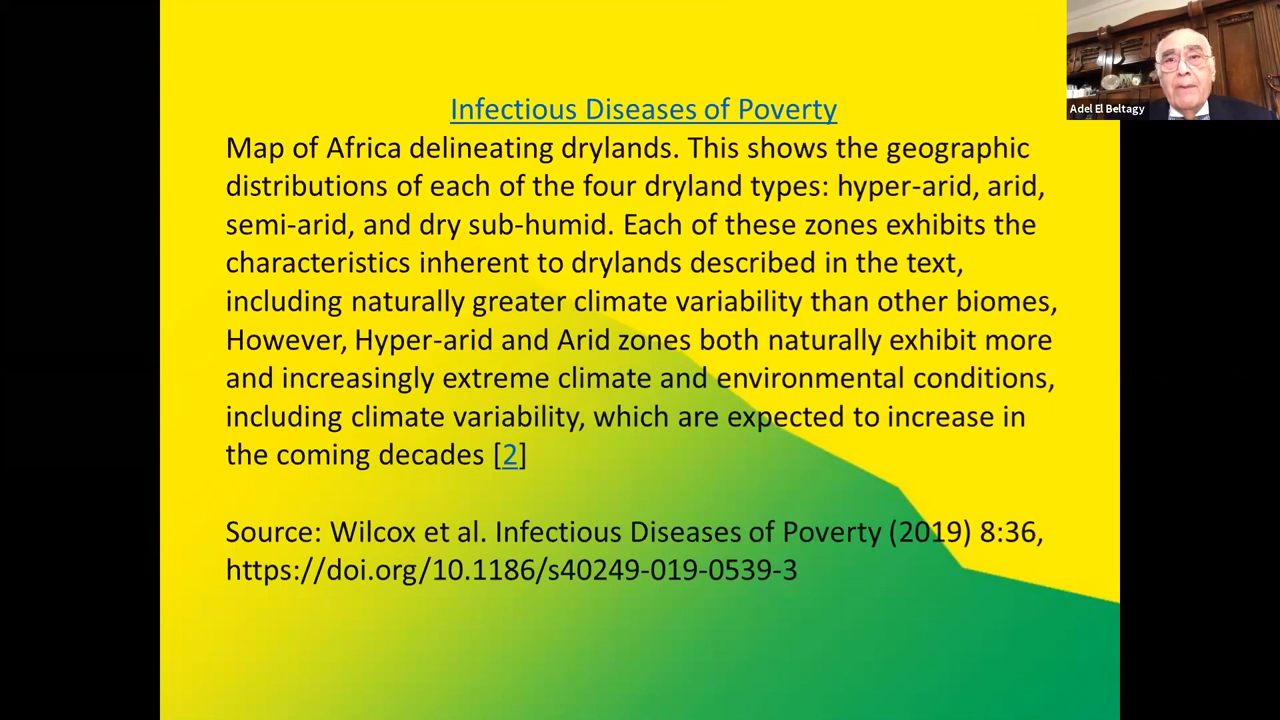 Infectious Diseases of Poverty
Map of Africa delineating drylands. This shows the geographic
distributions of each of the four dryland types: hyper-arid, arid,
semi-arid, and dry sub-humid. Each of these zones exhibits the
characteristics inherent to drylands described in the text,
including naturally greater climate variability than other biomes,
However, Hyper-arid and Arid zones both naturally exhibit more
and increasingly extreme climate and environmental conditions,
including climate variability, which are expected to increase in
the coming decades [2]
Source: Wilcox et al. Infectious Diseases of Poverty (2019) 8:36,
https://doi.org/10.1186/s40249-019-0539-3
Adel El Beltagy